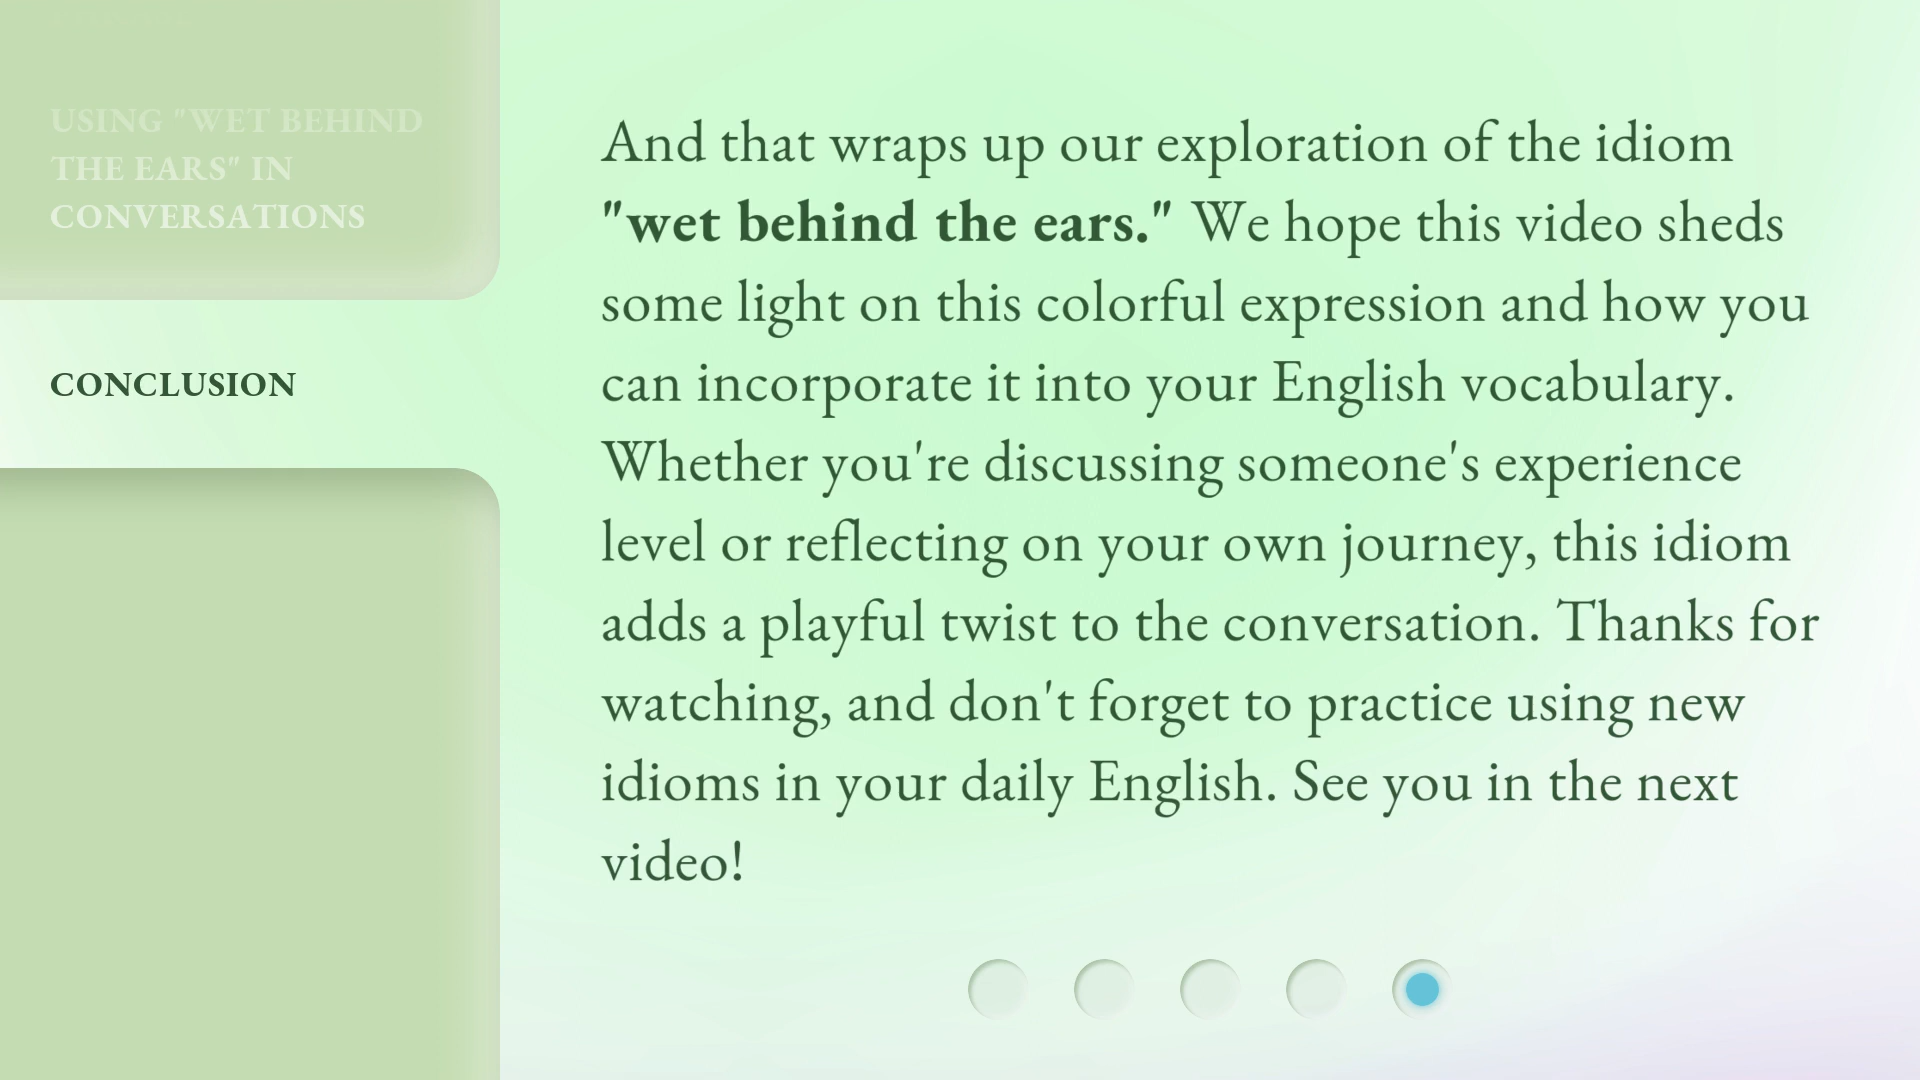 USING "WET BEHIND
THE EARS" IN
CONVERSATIONS
CONCLUSION
And that wraps up our exploration of the idiom
"wet behind the ears." We hope this video sheds
some light on this colorful expression and how you
can incorporate it into your English vocabulary.
Whether you're discussing someone's experience
level or reflecting on your own journey, this idiom
adds a playful twist to the conversation. Thanks for
watching, and don't forget to practice using new
idioms in your daily English. See you in the next
video!